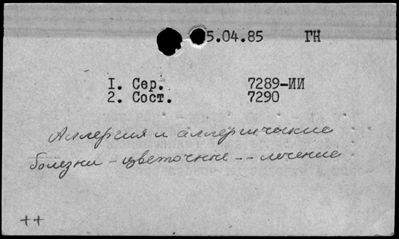 5.04.85 ГН
1. Сер. 7289-ИИ
2. Сост. 7290
Аллергия и аллергические
болезни - цветочные -- лечение
++